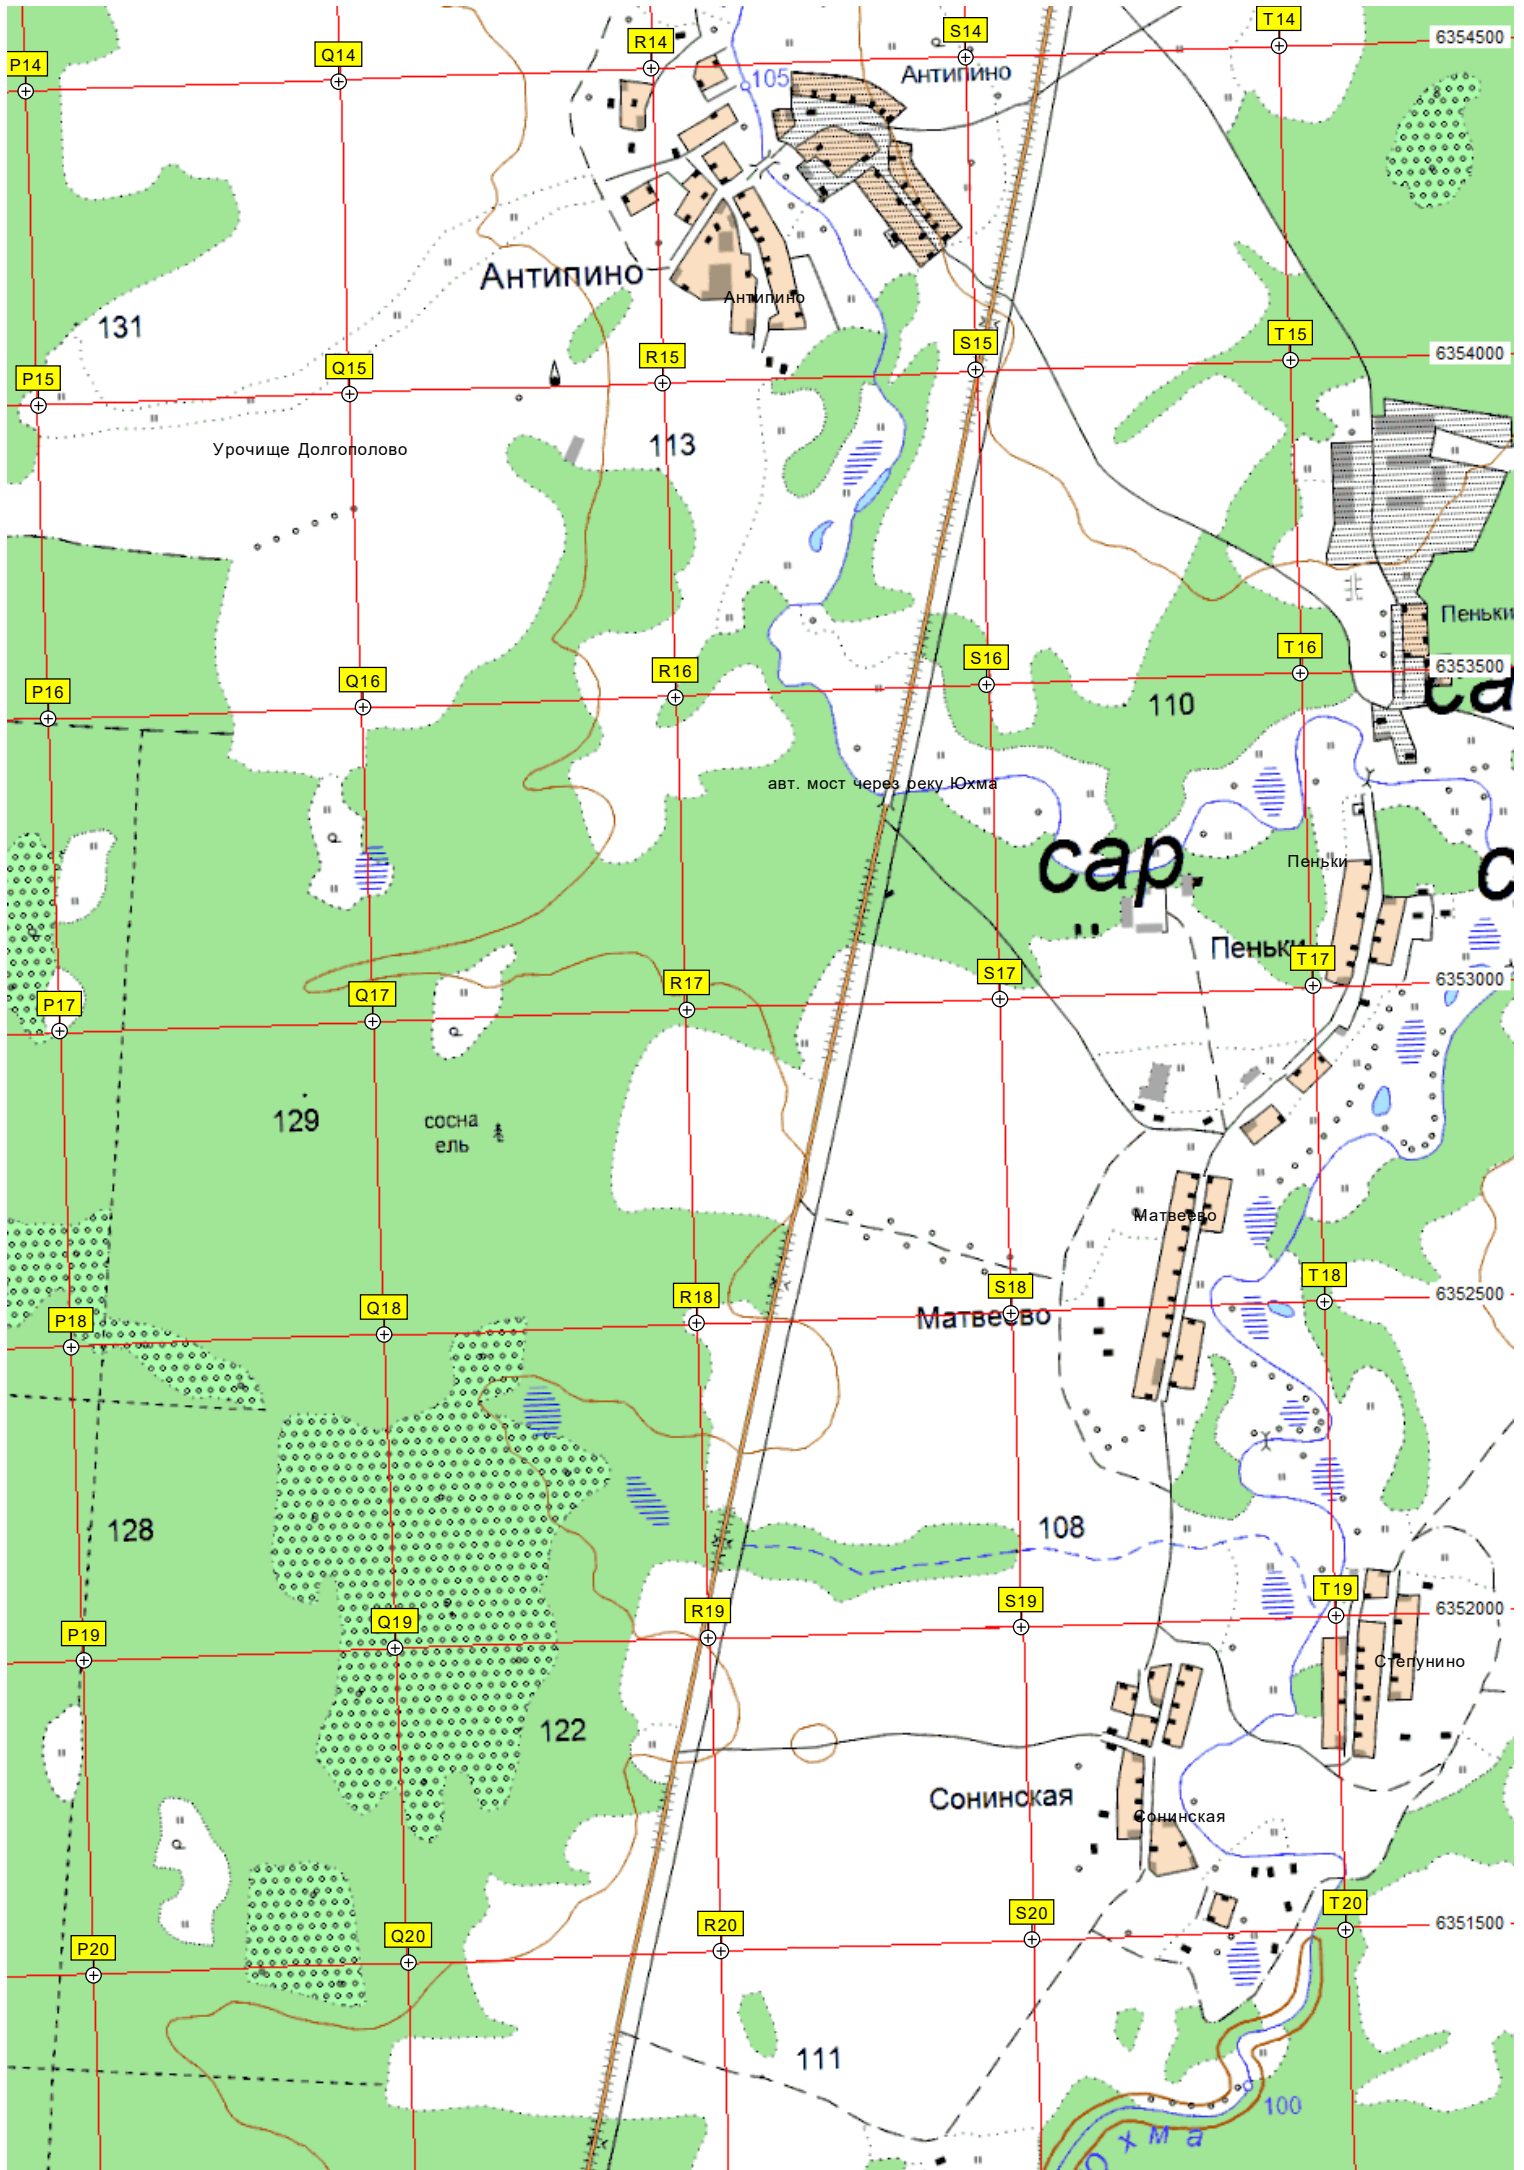 P14
Q14
R14
S14
T14
6354500
105
Антипино
Антипино
Антипино
131
P15
Q15
R15
S15
T15
6354000
Урочище Долгополово
113
Пеньки
P16
Q16
R16
S16
T16
6353500
са
110
авт. мост через реку Юхма
сар.
с
Пеньки
Пеньки
P17
Q17
R17
S17
T17
6353000
129
сосна
ель
Матвеево
P18
Q18
R18
S18
T18
6352500
Матвеево
128
108
P19
Q19
R19
S19
T19
6352000
Степунино
122
Сонинская
Сонинская
P20
Q20
R20
S20
T20
6351500
111
100
Юхма